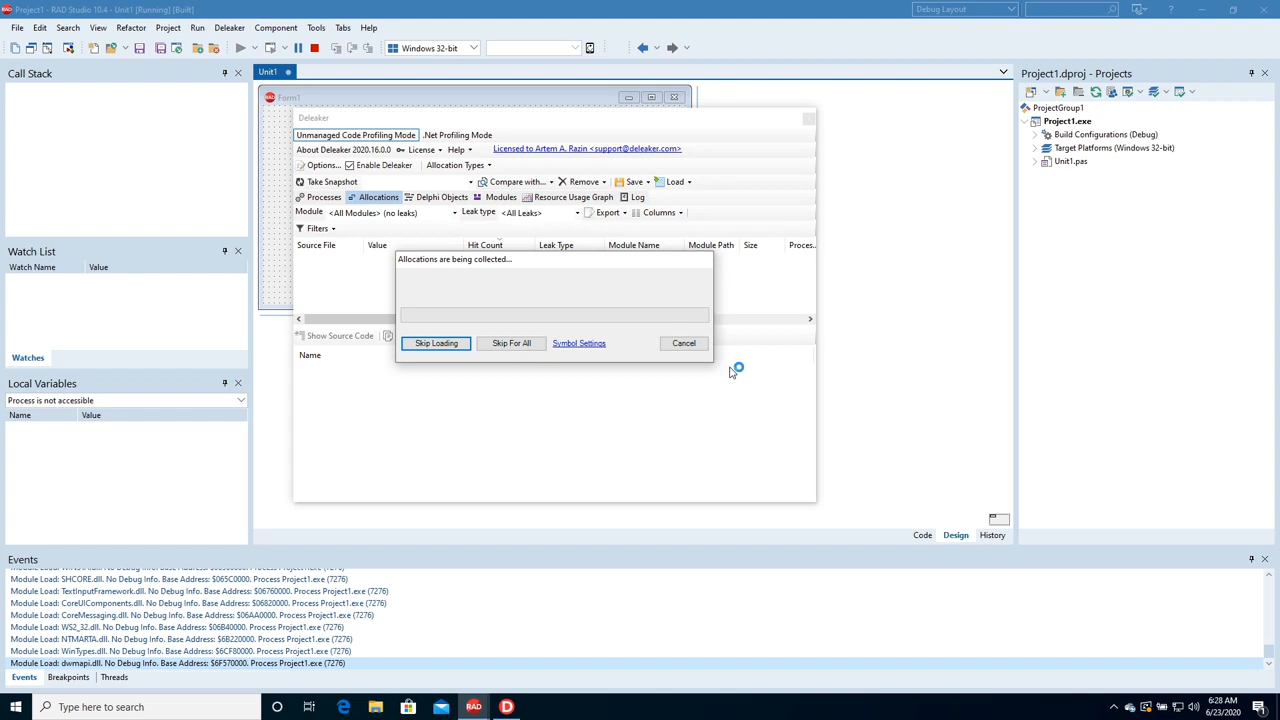 Project1 - RAD Studio 10.4 - Unit1 [Running] [Built]
Debug Layout
File Edit Search View Refactor Project Run Deleaker Component Tools Tabs Help
Windows 32-bit
Call Stack
Unit1
Form1
Deleaker
Unmanaged Code Profiling Mode .Net Profiling Mode
About Deleaker 2020.16.0.0 License Help Licensed to Artem A. Razin <support@deleaker.com>
Options... Enable Deleaker Allocation Types
Take Snapshot Compare with... Remove Save Load
Processes Allocations Delphi Objects Modules Resource Usage Graph Log
Module <All Modules> (no leaks) Leak type <All Leaks> Export Columns
Filters
Source File Value Hit Count Leak Type Module Name Module Path Size Proces...
Allocations are being collected...
Skip Loading Skip For All Symbol Settings Cancel
Show Source Code
Name
Project1.dproj - Projects
ProjectGroup1
Project1.exe
Build Configurations (Debug)
Target Platforms (Windows 32-bit)
Unit1.pas
Watch List
Watch Name Value
Watches
Local Variables
Process is not accessible
Name Value
Code Design History
Events
Module Load: SHCORE.dll. No Debug Info. Base Address: $065C0000. Process Project1.exe (7276)
Module Load: TextInputFramework.dll. No Debug Info. Base Address: $06760000. Process Project1.exe (7276)
Module Load: CoreUIComponents.dll. No Debug Info. Base Address: $06820000. Process Project1.exe (7276)
Module Load: CoreMessaging.dll. No Debug Info. Base Address: $06AA0000. Process Project1.exe (7276)
Module Load: WS2_32.dll. No Debug Info. Base Address: $06B40000. Process Project1.exe (7276)
Module Load: NTMARTA.dll. No Debug Info. Base Address: $6B220000. Process Project1.exe (7276)
Module Load: WinTypes.dll. No Debug Info. Base Address: $6CF80000. Process Project1.exe (7276)
Module Load: dwmapi.dll. No Debug Info. Base Address: $6F570000. Process Project1.exe (7276)
Events Breakpoints Threads
Type here to search
6:28 AM
6/23/2020